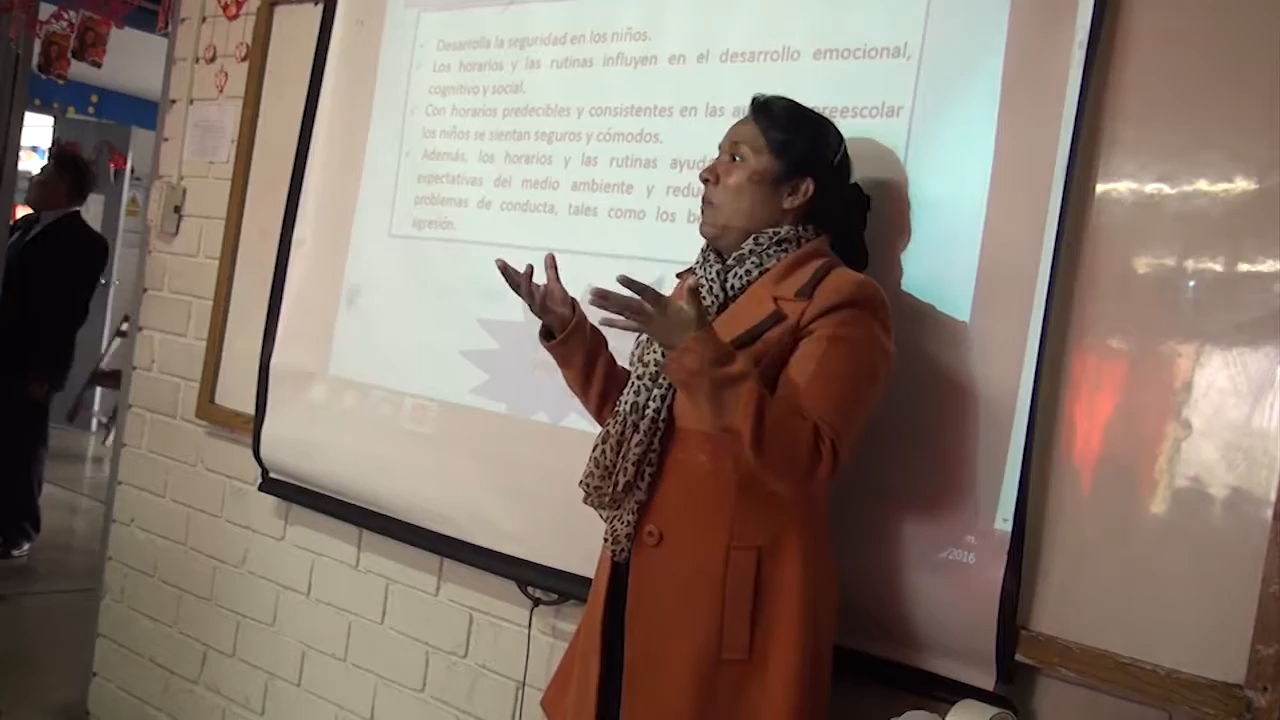 Desarrolla la seguridad en los niños.
Los horarios y las rutinas influyen en el desarrollo emocional,
cognitivo y social.
Con horarios predecibles y consistentes en las au preescolar
los niños se sientan seguros y cómodos.
Además, los horarios y las rutinas ayud
expectativas del medio ambiente y redu
problemas de conducta, tales como los be
agresión.
/2016